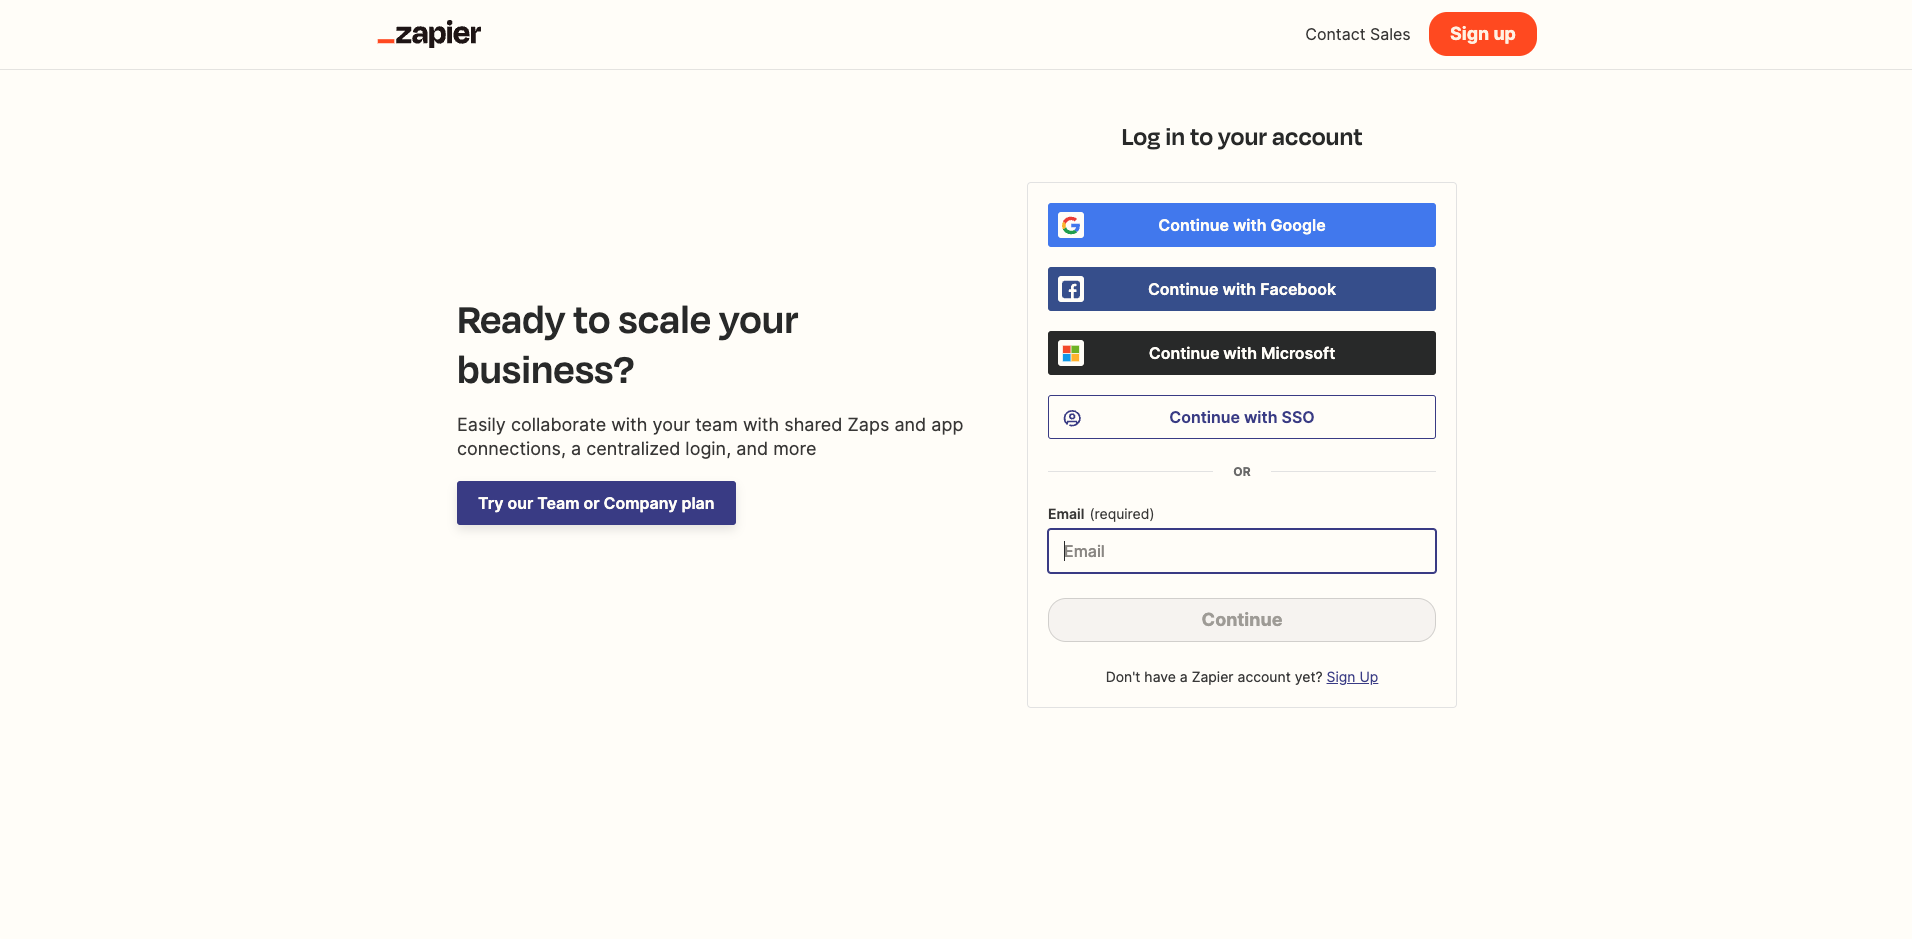 zapier
Contact Sales
Sign up
Ready to scale your
business?
Easily collaborate with your team with shared Zaps and app
connections, a centralized login, and more
Try our Team or Company plan
Log in to your account
Continue with Google
Continue with Facebook
Continue with Microsoft
Continue with SSO
OR
Email (required)
Email
Continue
Don't have a Zapier account yet? Sign Up